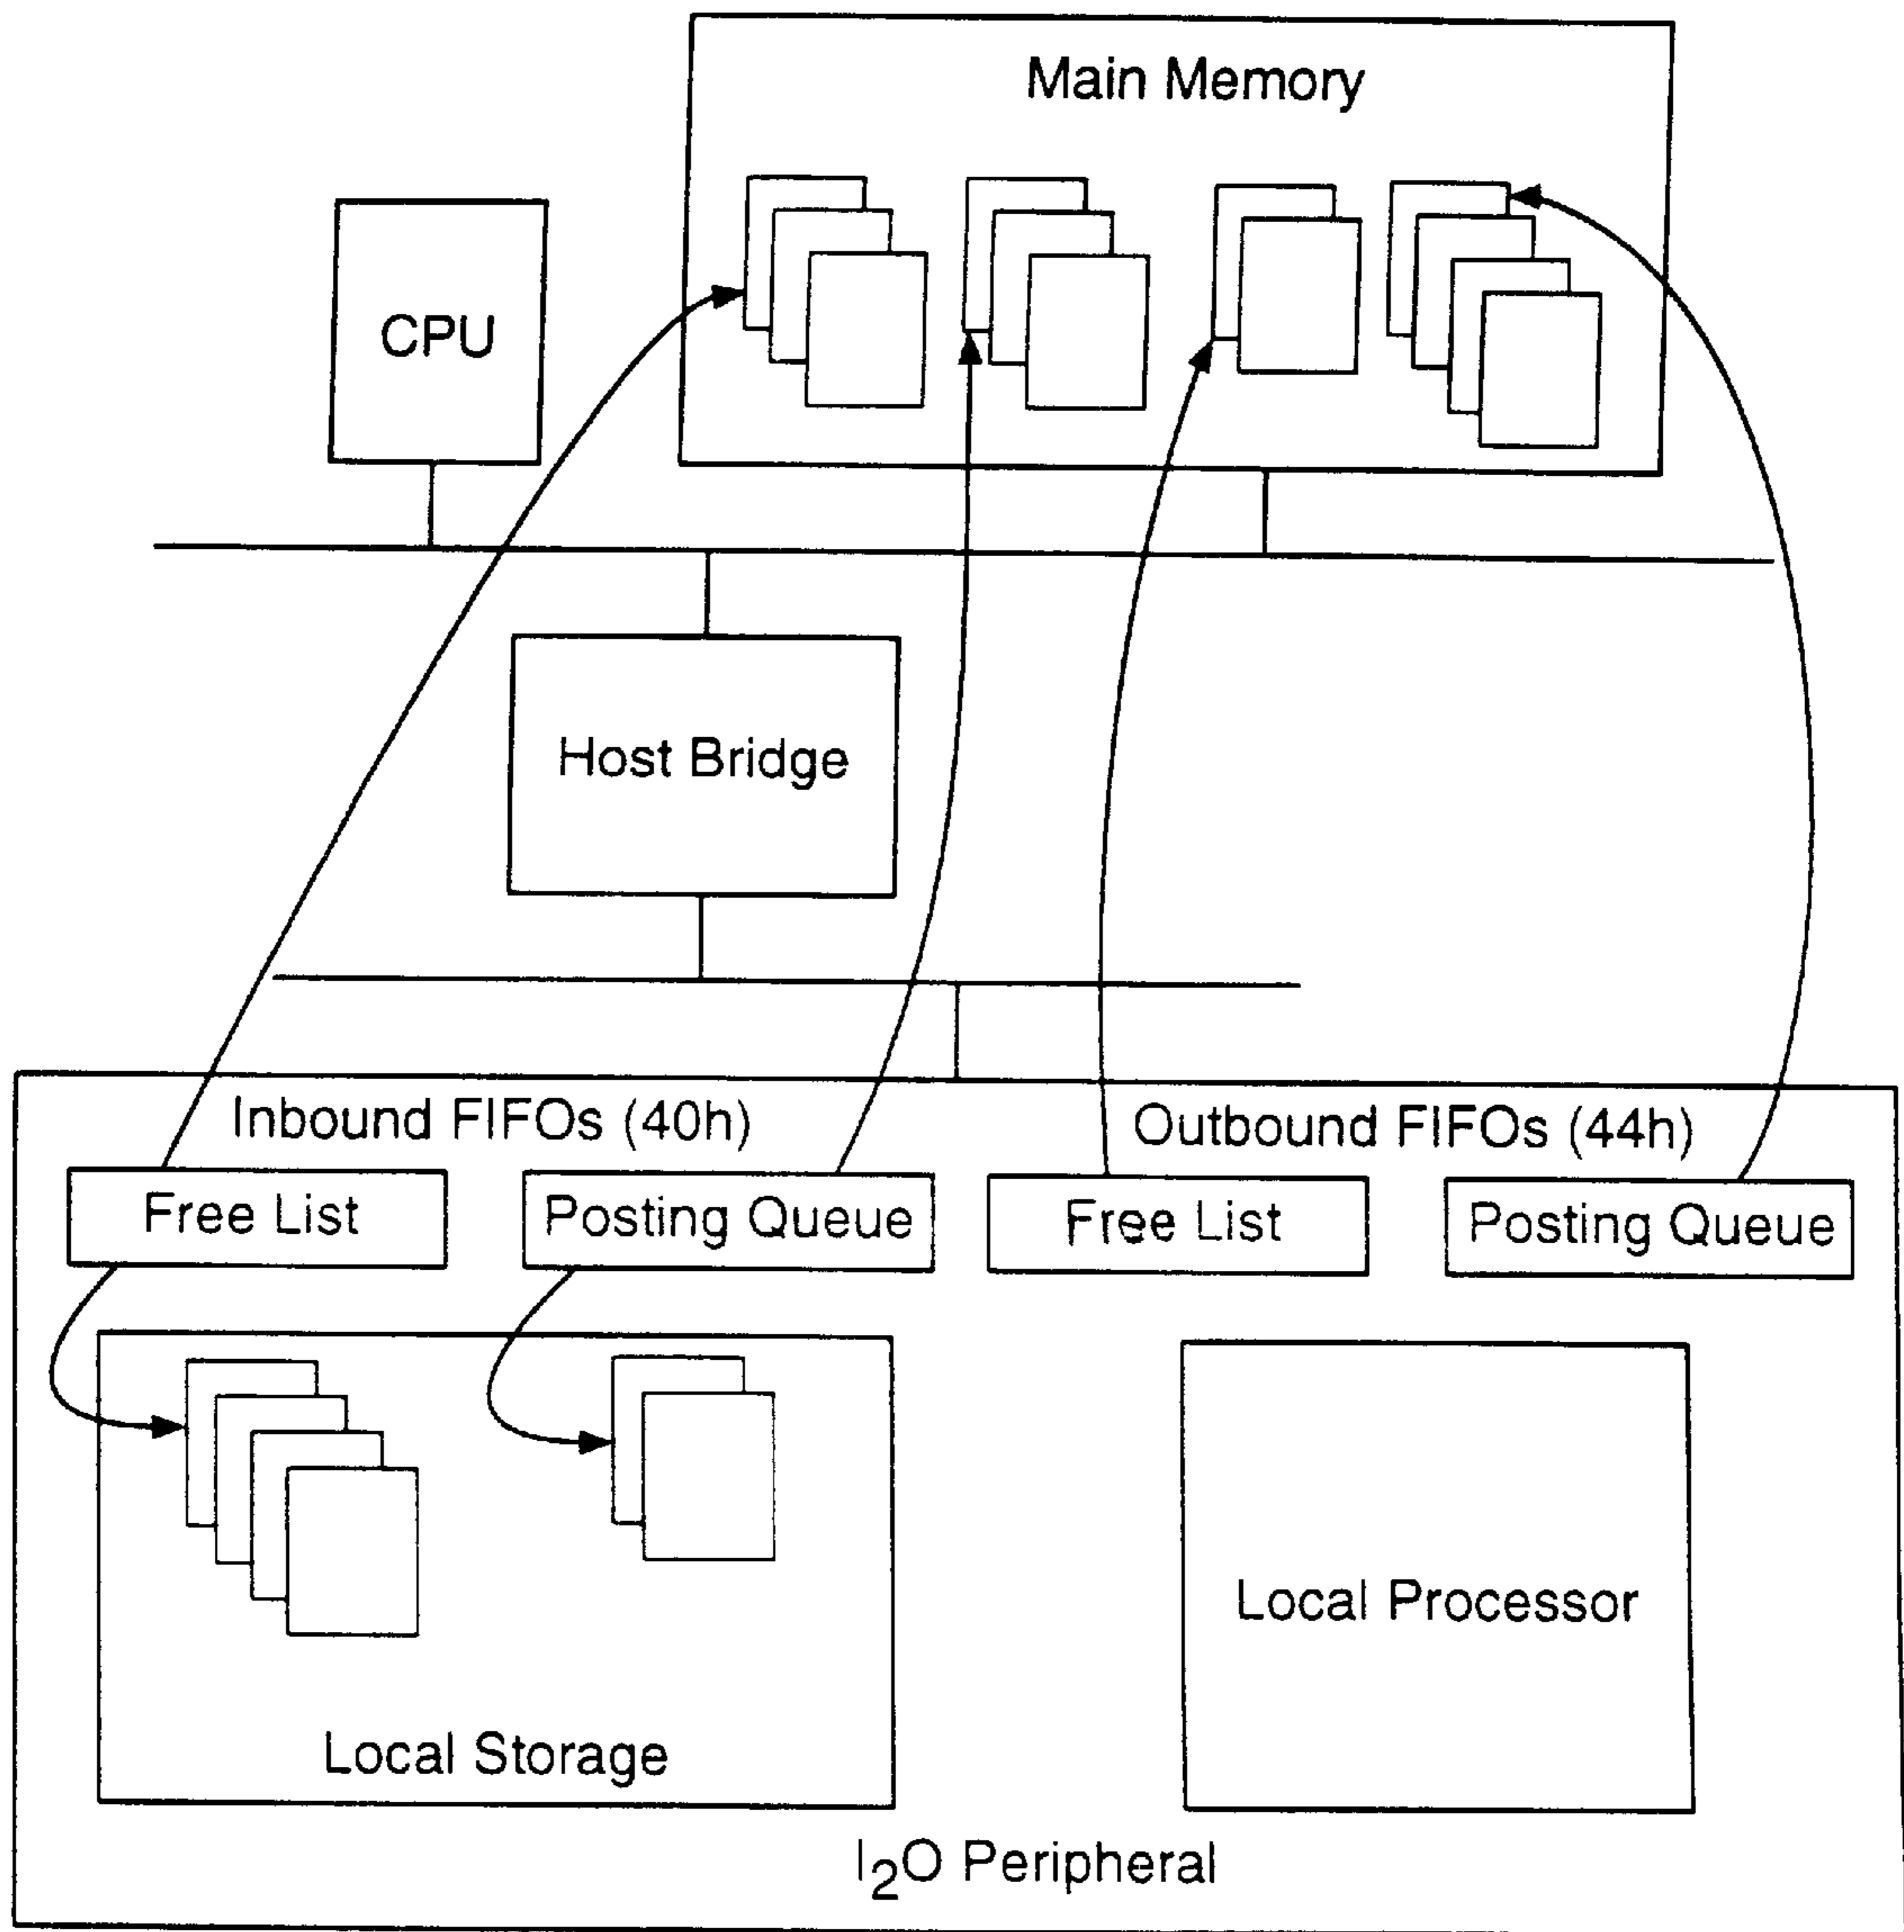 Main Memory
CPU
Host Bridge
Inbound FIFOs (40h)
Outbound FIFOs (44h)
Free List
Posting Queue
Free List
Posting Queue
Local Processor
Local Storage
I₂O Peripheral